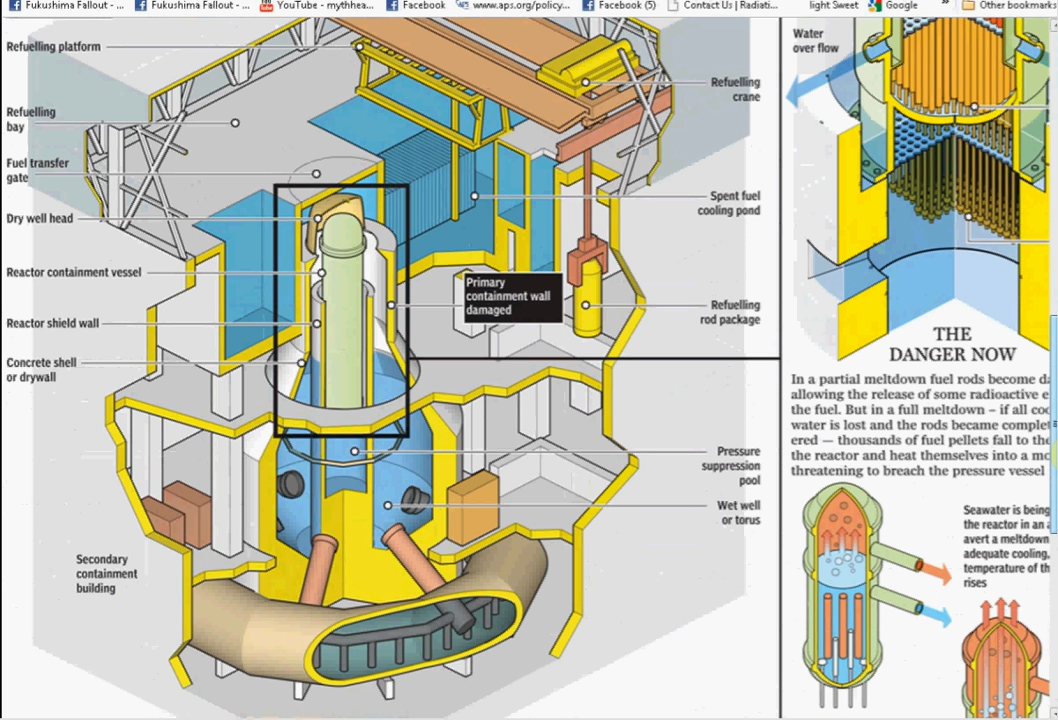 Fukushima Fallout - ...
Fukushima Fallout - ...
YouTube - mythhea...
Facebook
www.aps.org/policy...
Facebook (5)
Contact Us | Radiati...
light Sweet
Google
»
Other bookmarks
Refuelling platform
Refuelling
bay
Fuel transfer
gate
Dry well head
Reactor containment vessel
Reactor shield wall
Concrete shell
or drywall
Secondary
containment
building
Primary
containment wall
damaged
Refuelling
crane
Spent fuel
cooling pond
Refuelling
rod package
Pressure
suppression
pool
Wet well
or torus
Water
over flow
THE
DANGER NOW
In a partial meltdown fuel rods become
allowing the release of some radioactive
the fuel. But in a full meltdown – if all
water is lost and the rods became
ered — thousands of fuel pellets fall to
the reactor and heat themselves into a
threatening to breach the pressure vessel
Seawater is being
the reactor in an
avert a meltdown
adequate cooling,
temperature of
rises